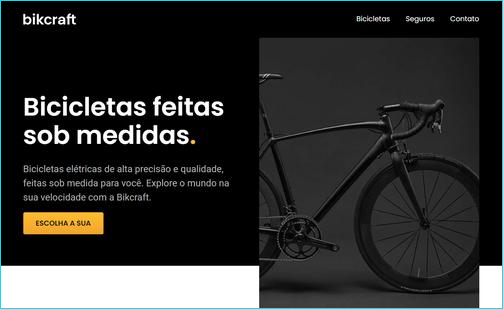 bikcraft
Bicicletas Seguros Contato
Bicicletas feitas
sob medidas.
Bicicletas elétricas de alta precisão e qualidade,
feitas sob medida para você. Explore o mundo na
sua velocidade com a Bikcraft.
ESCOLHA A SUA